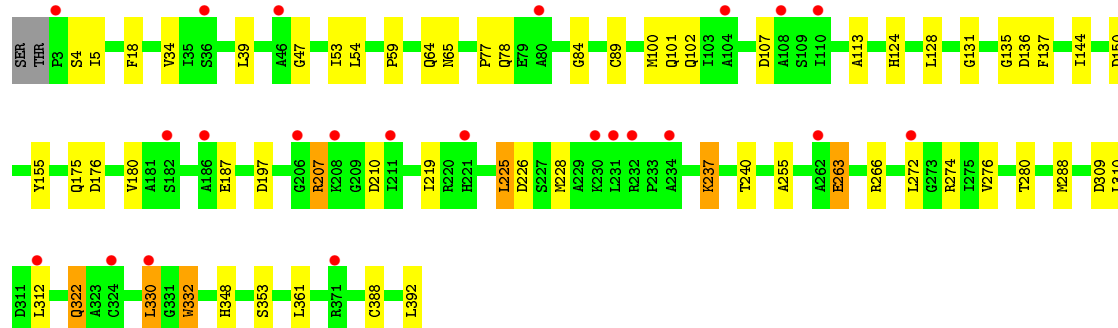 SER THR P3 S4 I5 F18 V34 I35 S36 L39 A46 G47 I53 L54 P59 Q64 N65 P77 Q78 E79 A80 G84 C89 M100 Q101 Q102 I103 A104 D107 A108 S109 I110 A113 H124 L128 G131 G135 D136 F137 I144 D150
Y155 Q175 D176 V180 A181 S182 A186 E187 D197 G206 R207 K208 G209 D210 I211 I219 R220 H221 L225 D226 S227 M228 A229 K230 L231 R232 P233 A234 K237 T240 A255 A262 E263 R266 L272 G273 R274 I275 V276 T280 M288 D309 L310
D311 L312 Q322 A323 C324 L330 G331 W332 H348 S353 L361 R371 C388 L392